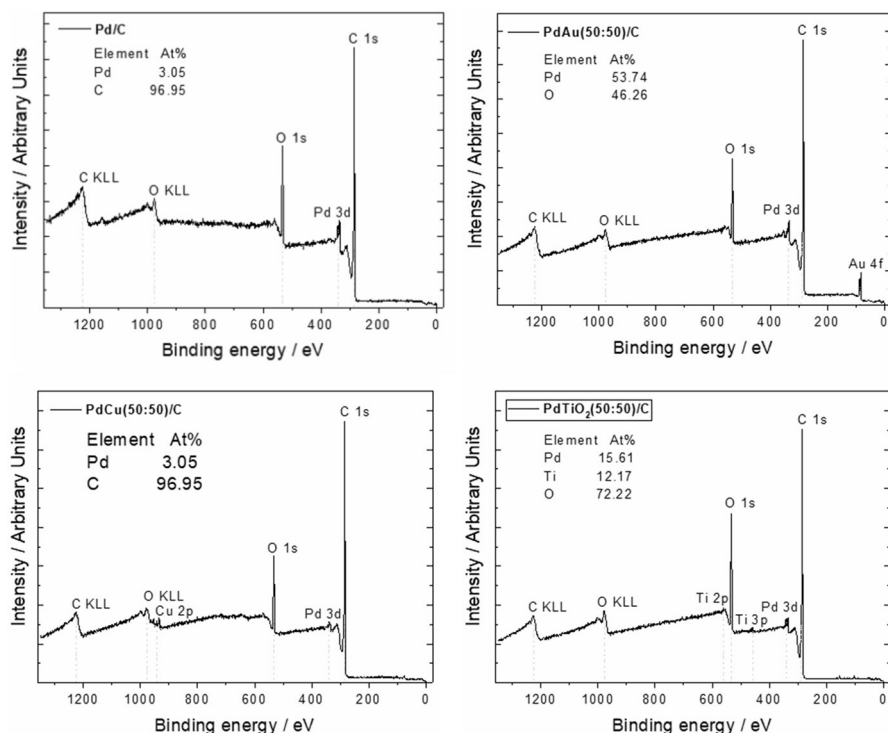 Pd/C
Element At%
Pd 3.05
C 96.95
C 1s
O 1s
C KLL
O KLL
Pd 3d
Intensity / Arbitrary Units
1200 1000 800 600 400 200 0
Binding energy / eV
PdAu(50:50)/C
Element At%
Pd 53.74
O 46.26
C 1s
O 1s
C KLL
O KLL
Pd 3d
Au 4f
Intensity / Arbitrary Units
1200 1000 800 600 400 200 0
Binding energy / eV
PdCu(50:50)/C
Element At%
Pd 3.05
C 96.95
C 1s
O 1s
C KLL
O KLL
Cu 2p
Pd 3d
Intensity / Arbitrary Units
1200 1000 800 600 400 200 0
Binding energy / eV
PdTiO₂(50:50)/C
Element At%
Pd 15.61
Ti 12.17
O 72.22
C 1s
O 1s
C KLL
O KLL
Ti 2p
Ti 3p
Pd 3d
Intensity / Arbitrary Units
1200 1000 800 600 400 200 0
Binding energy / eV